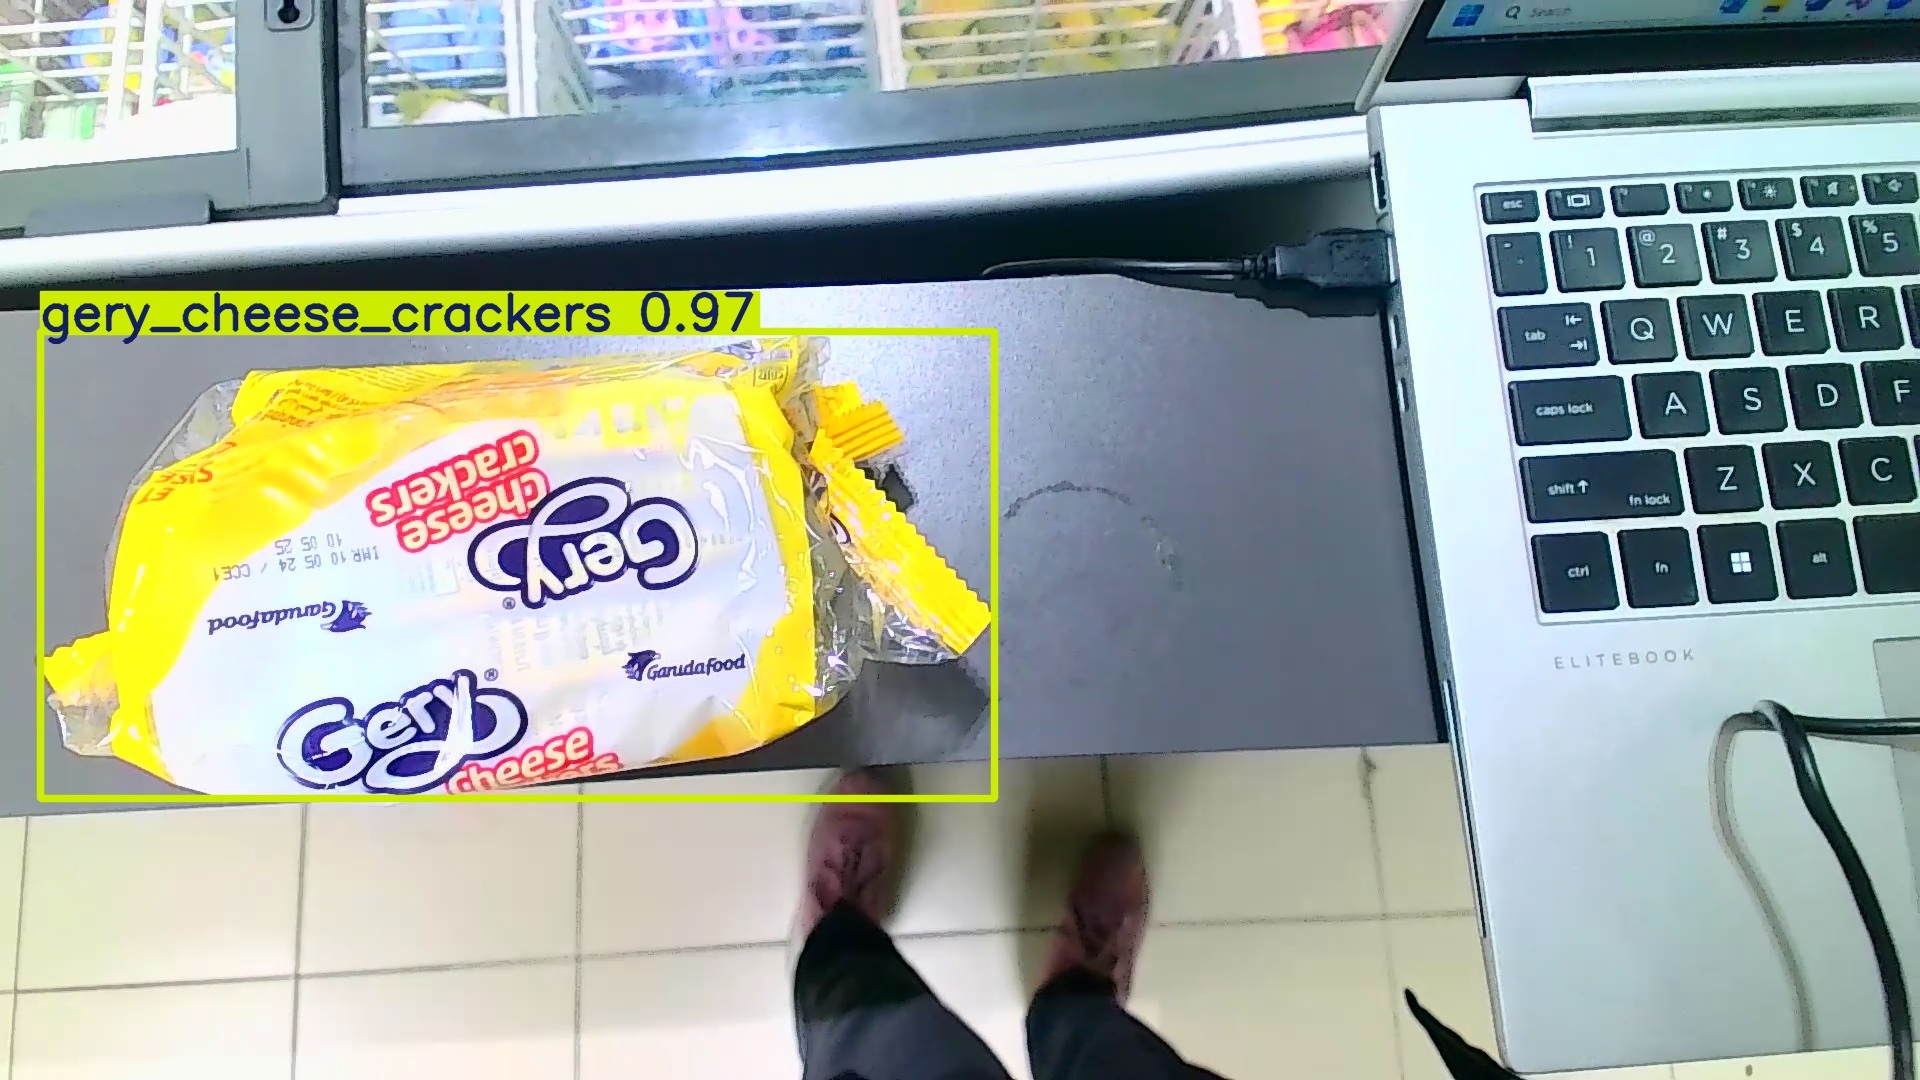 Search
gery_cheese_crackers 0.97
cheese
crackers
Gery
®
10 05 25
IMR 10 05 24 / CCE1
Garudafood
Garudafood
Gery
®
cheese
esc
! 1 @ 2 # 3 $ 4 % 5
tab Q W E R
caps lock A S D F
shift ↑ fn lock Z X C
ctrl fn alt
ELITEBOOK